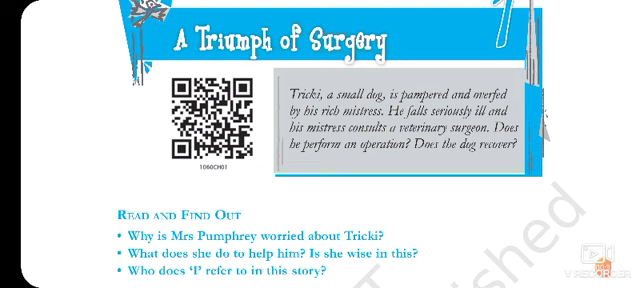 A Triumph of Surgery
1
Tricki, a small dog, is pampered and overfed
by his rich mistress. He falls seriously ill and
his mistress consults a veterinary surgeon. Does
he perform an operation? Does the dog recover?
1060CH01
READ AND FIND OUT
• Why is Mrs Pumphrey worried about Tricki?
• What does she do to help him? Is she wise in this?
• Who does ‘I’ refer to in this story?
ished
V RECORDER